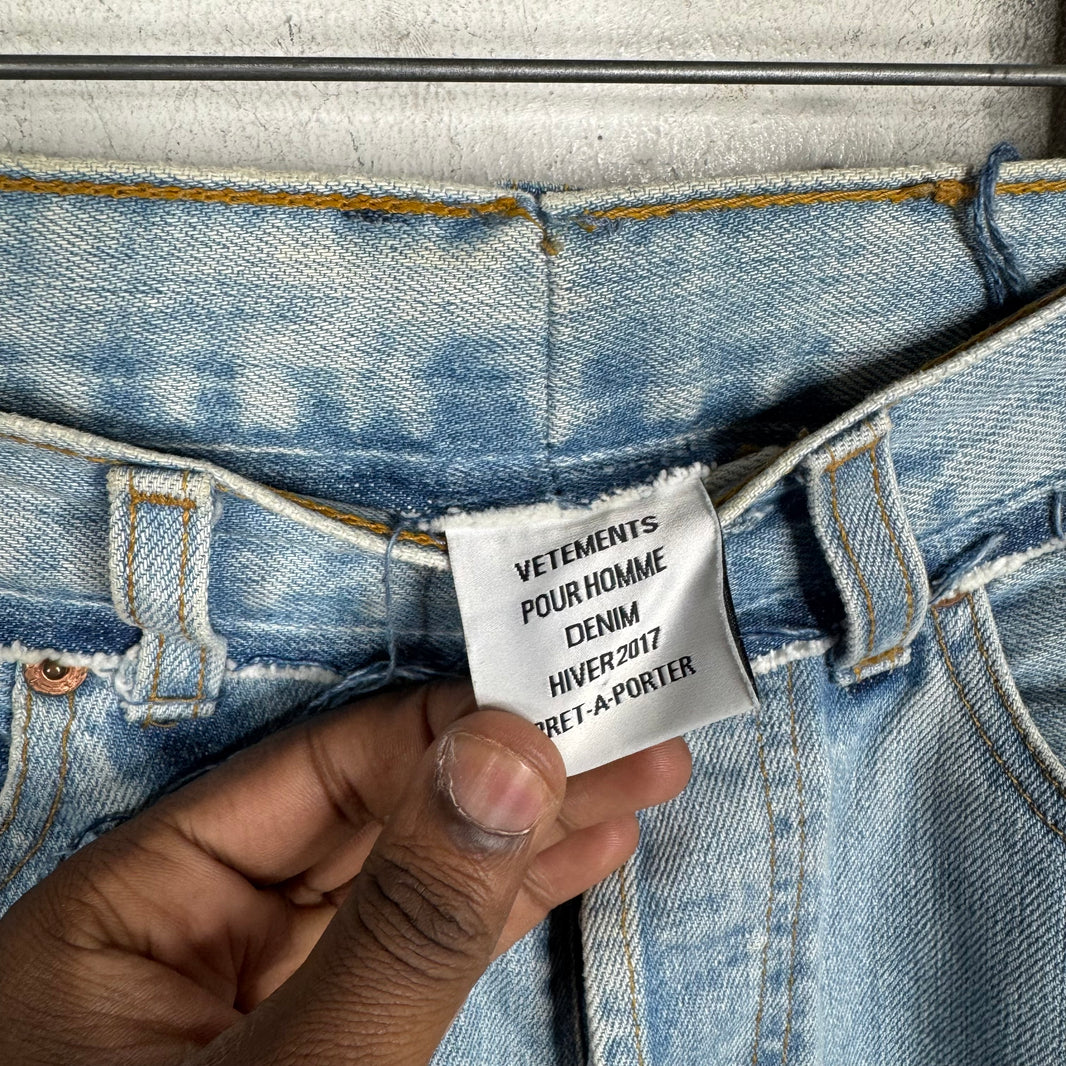 VETEMENTS
POUR HOMME
DENIM
HIVER 2017
PRET-A-PORTER